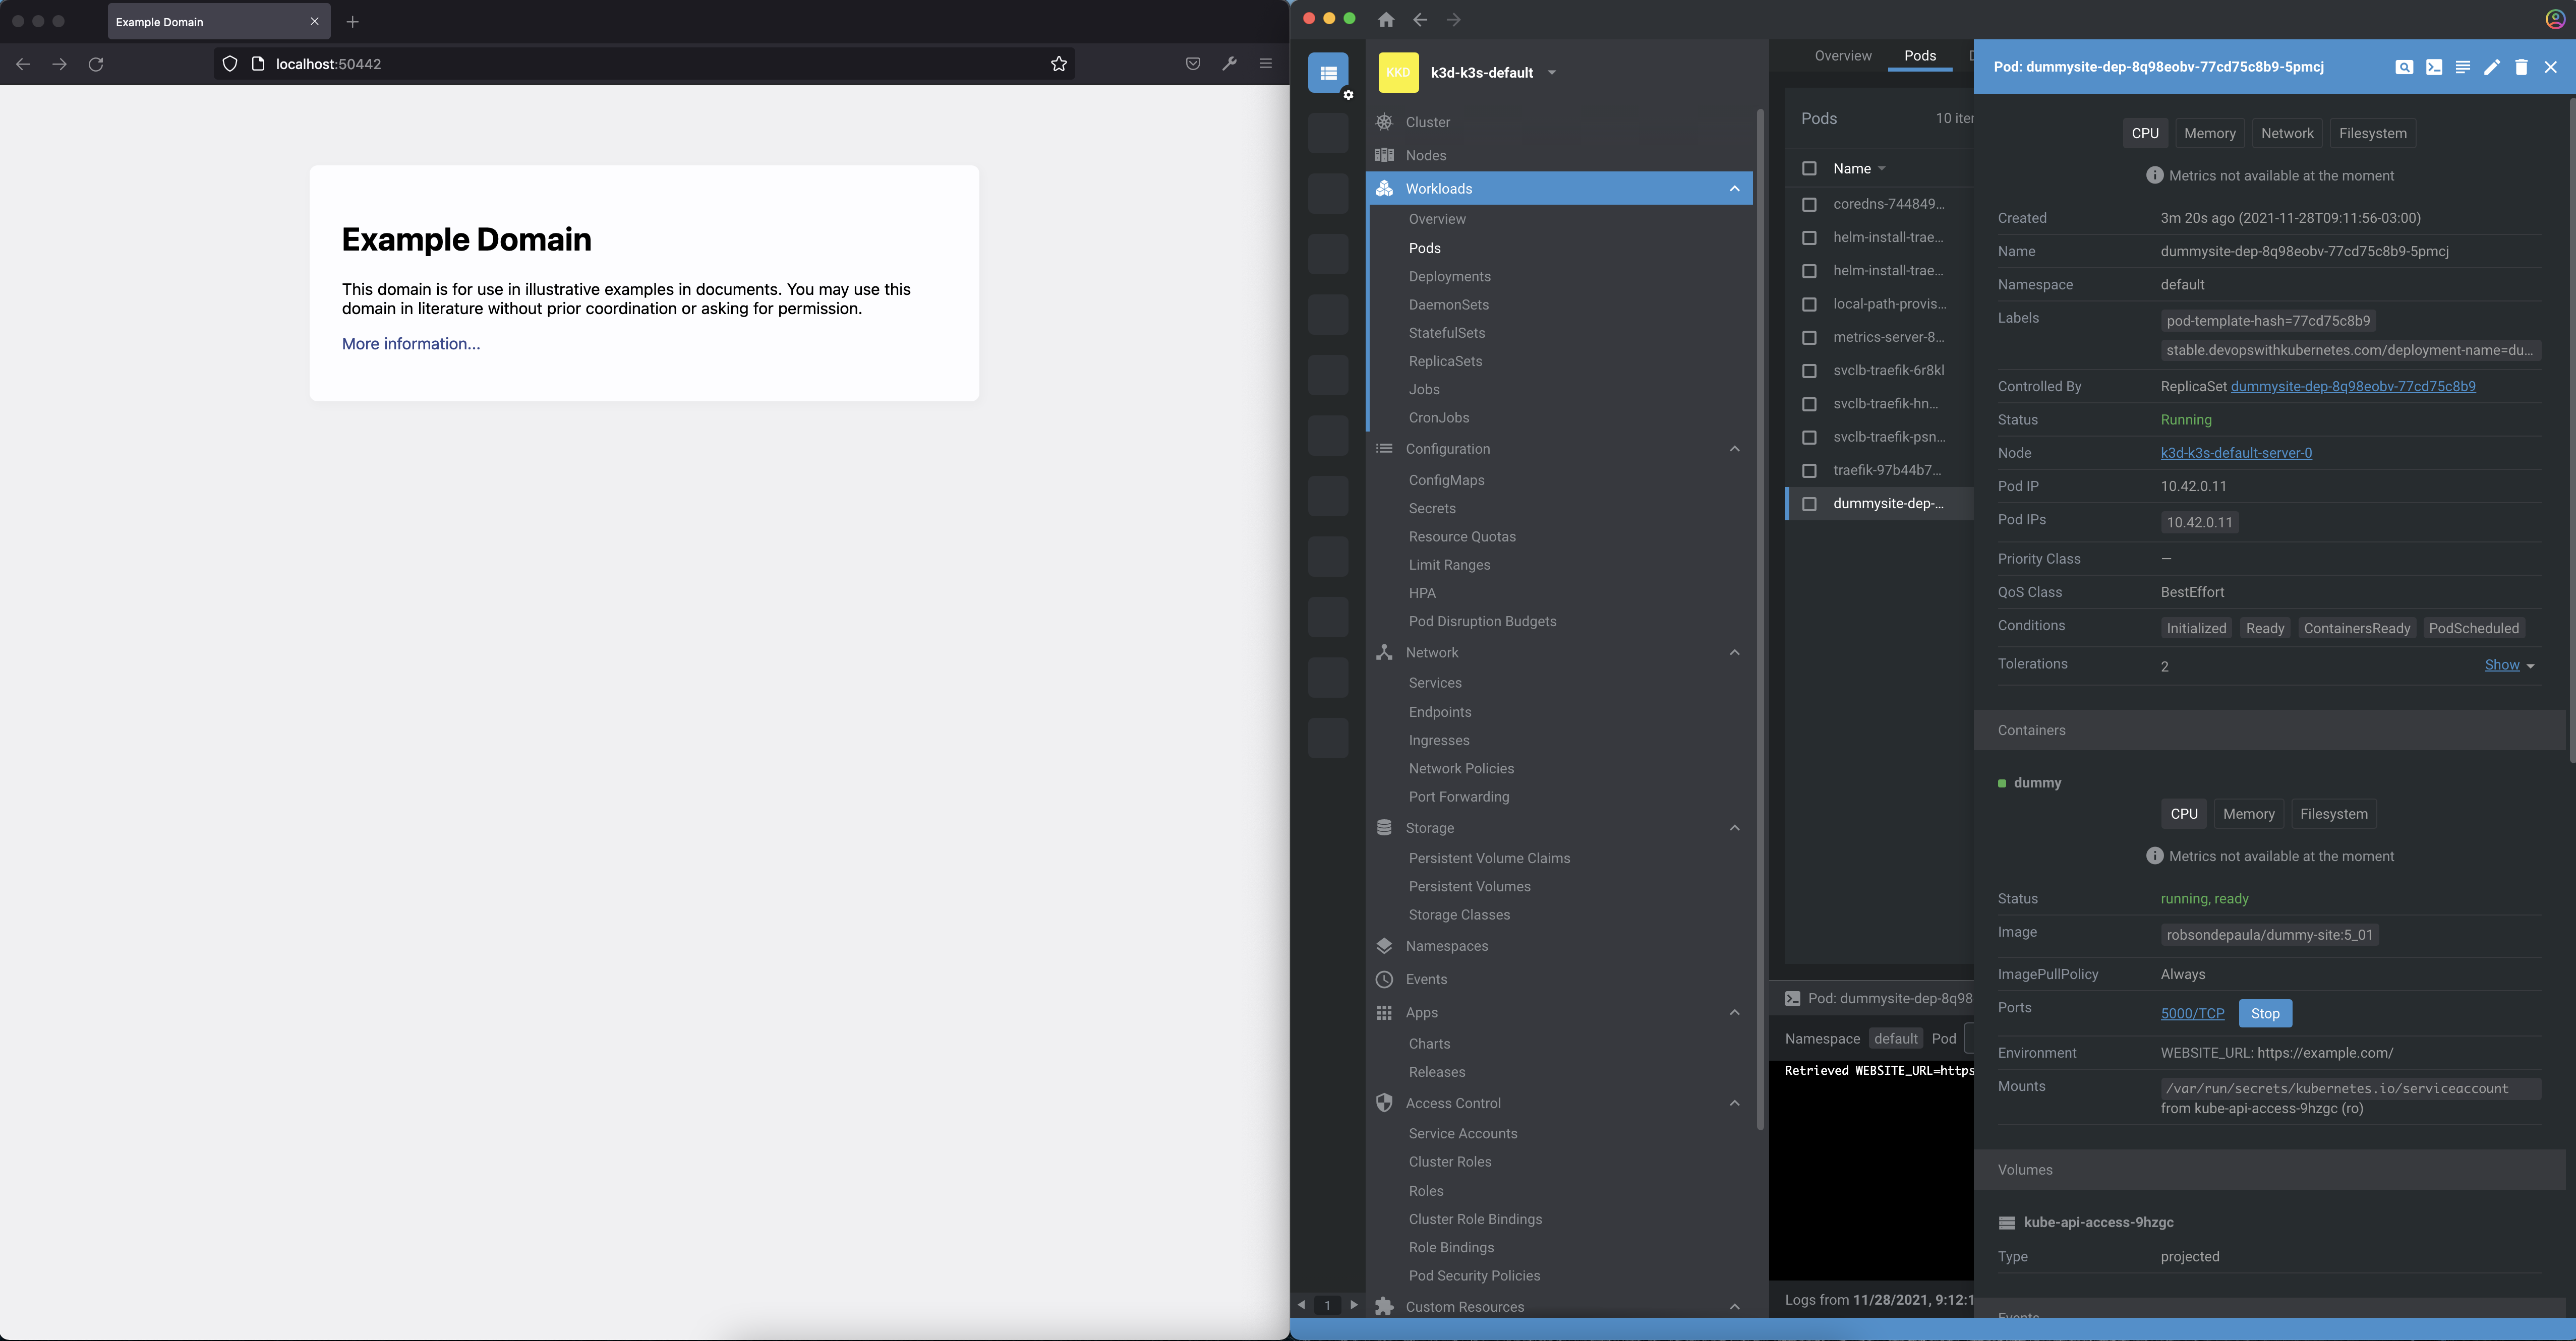 Example Domain
localhost:50442
Example Domain
This domain is for use in illustrative examples in documents. You may use this
domain in literature without prior coordination or asking for permission.
More information...
KKD
k3d-k3s-default
Cluster
Nodes
Workloads
Overview
Pods
Deployments
DaemonSets
StatefulSets
ReplicaSets
Jobs
CronJobs
Configuration
ConfigMaps
Secrets
Resource Quotas
Limit Ranges
HPA
Pod Disruption Budgets
Network
Services
Endpoints
Ingresses
Network Policies
Port Forwarding
Storage
Persistent Volume Claims
Persistent Volumes
Storage Classes
Namespaces
Events
Apps
Charts
Releases
Access Control
Service Accounts
Cluster Roles
Roles
Cluster Role Bindings
Role Bindings
Pod Security Policies
Custom Resources
1
Overview Pods
Pods 10 iter
Name
coredns-744849...
helm-install-trae...
helm-install-trae...
local-path-provis...
metrics-server-8...
svclb-traefik-6r8kl
svclb-traefik-hn...
svclb-traefik-psn...
traefik-97b44b7...
dummysite-dep-...
Pod: dummysite-dep-8q98
Namespace default Pod
Retrieved WEBSITE_URL=https
Logs from 11/28/2021, 9:12:1
Pod: dummysite-dep-8q98eobv-77cd75c8b9-5pmcj
CPU Memory Network Filesystem
Metrics not available at the moment
Created 3m 20s ago (2021-11-28T09:11:56-03:00)
Name dummysite-dep-8q98eobv-77cd75c8b9-5pmcj
Namespace default
Labels pod-template-hash=77cd75c8b9
stable.devopswithkubernetes.com/deployment-name=du...
Controlled By ReplicaSet dummysite-dep-8q98eobv-77cd75c8b9
Status Running
Node k3d-k3s-default-server-0
Pod IP 10.42.0.11
Pod IPs 10.42.0.11
Priority Class —
QoS Class BestEffort
Conditions Initialized Ready ContainersReady PodScheduled
Tolerations 2 Show
Containers
dummy
CPU Memory Filesystem
Metrics not available at the moment
Status running, ready
Image robsondepaula/dummy-site:5_01
ImagePullPolicy Always
Ports 5000/TCP Stop
Environment WEBSITE_URL: https://example.com/
Mounts /var/run/secrets/kubernetes.io/serviceaccount
from kube-api-access-9hzgc (ro)
Volumes
kube-api-access-9hzgc
Type projected
Events